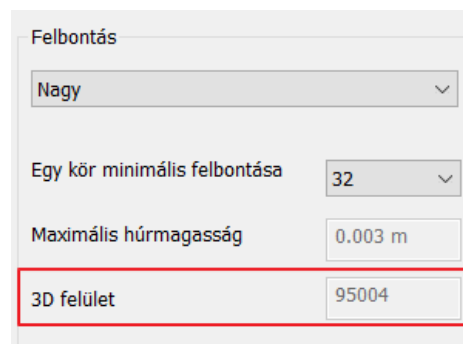 Felbontás
Nagy
Egy kör minimális felbontása 32
Maximális húrmagasság 0.003 m
3D felület 95004